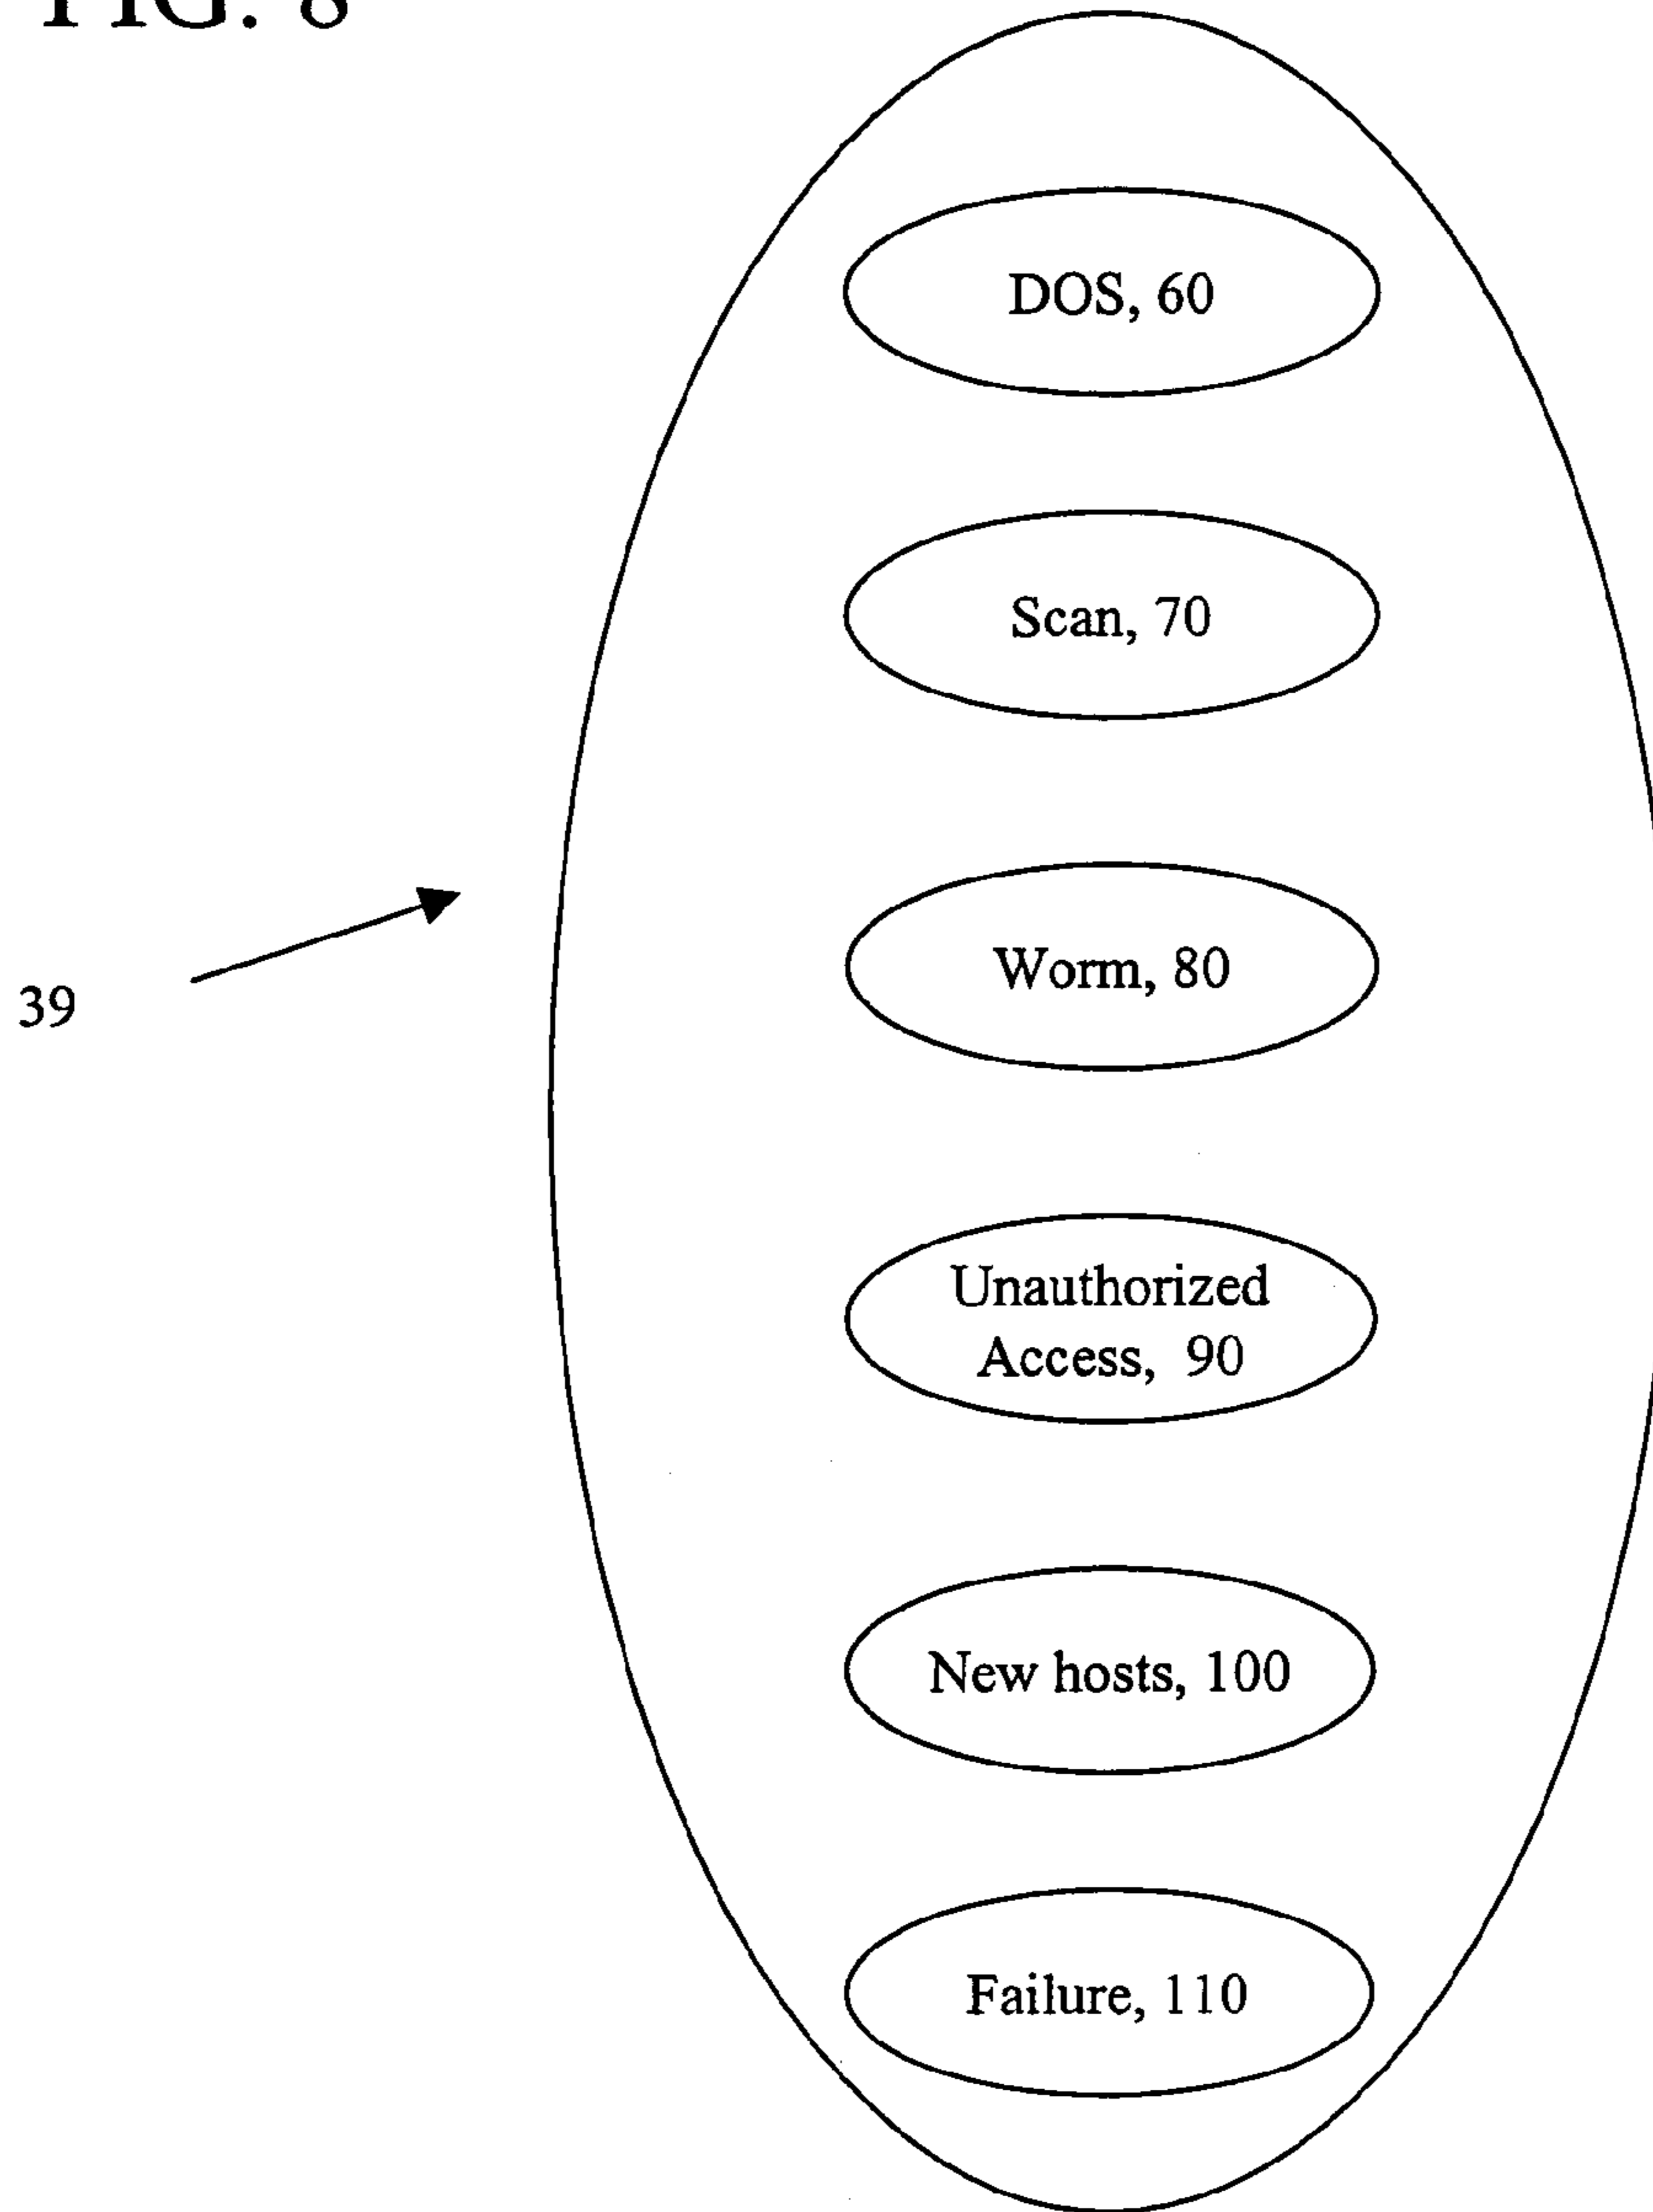 FIG. 8
DOS, 60
Scan, 70
Worm, 80
39
Unauthorized
Access, 90
New hosts, 100
Failure, 110